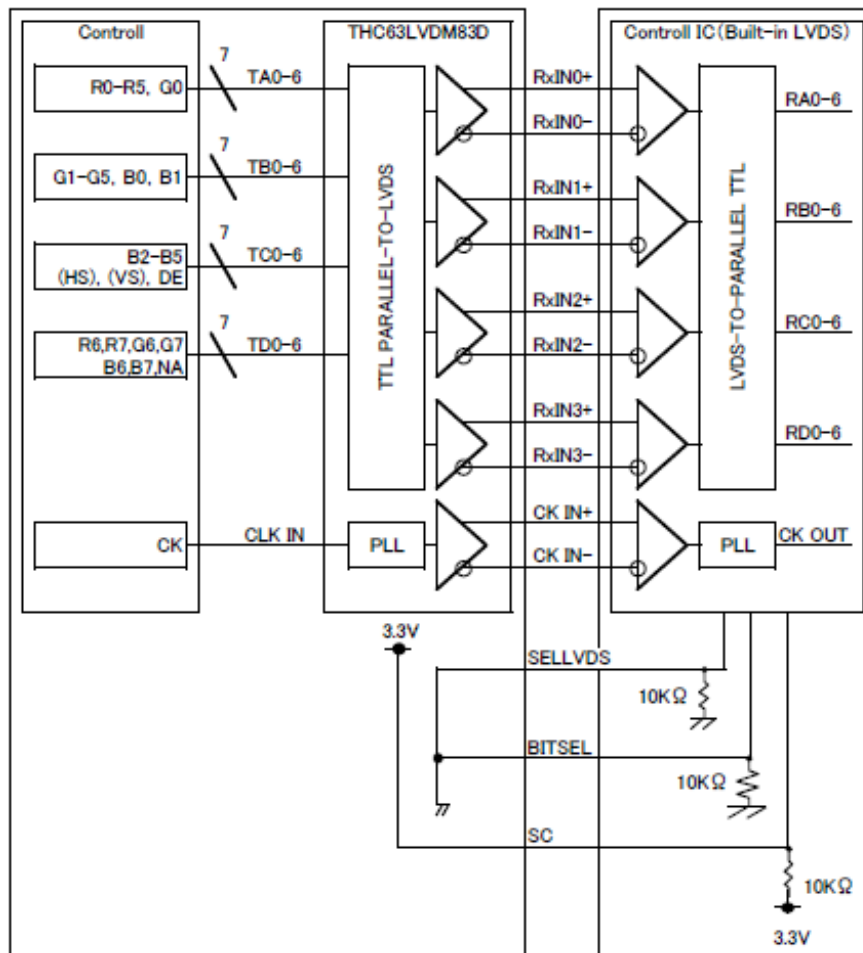 Controll
THC63LVDM83D
Controll IC(Built-in LVDS)
R0-R5, G0
7
TA0-6
RxIN0+
RxIN0-
RA0-6
G1-G5, B0, B1
7
TB0-6
RxIN1+
RxIN1-
RB0-6
B2-B5
(HS), (VS), DE
7
TC0-6
RxIN2+
RxIN2-
RC0-6
R6,R7,G6,G7
B6,B7,NA
7
TD0-6
RxIN3+
RxIN3-
RD0-6
TTL PARALLEL-TO-LVDS
LVDS-TO-PARALLEL TTL
CK
CLK IN
PLL
CK IN+
CK IN-
PLL
CK OUT
3.3V
SELLVDS
10KΩ
BITSEL
10KΩ
SC
10KΩ
3.3V